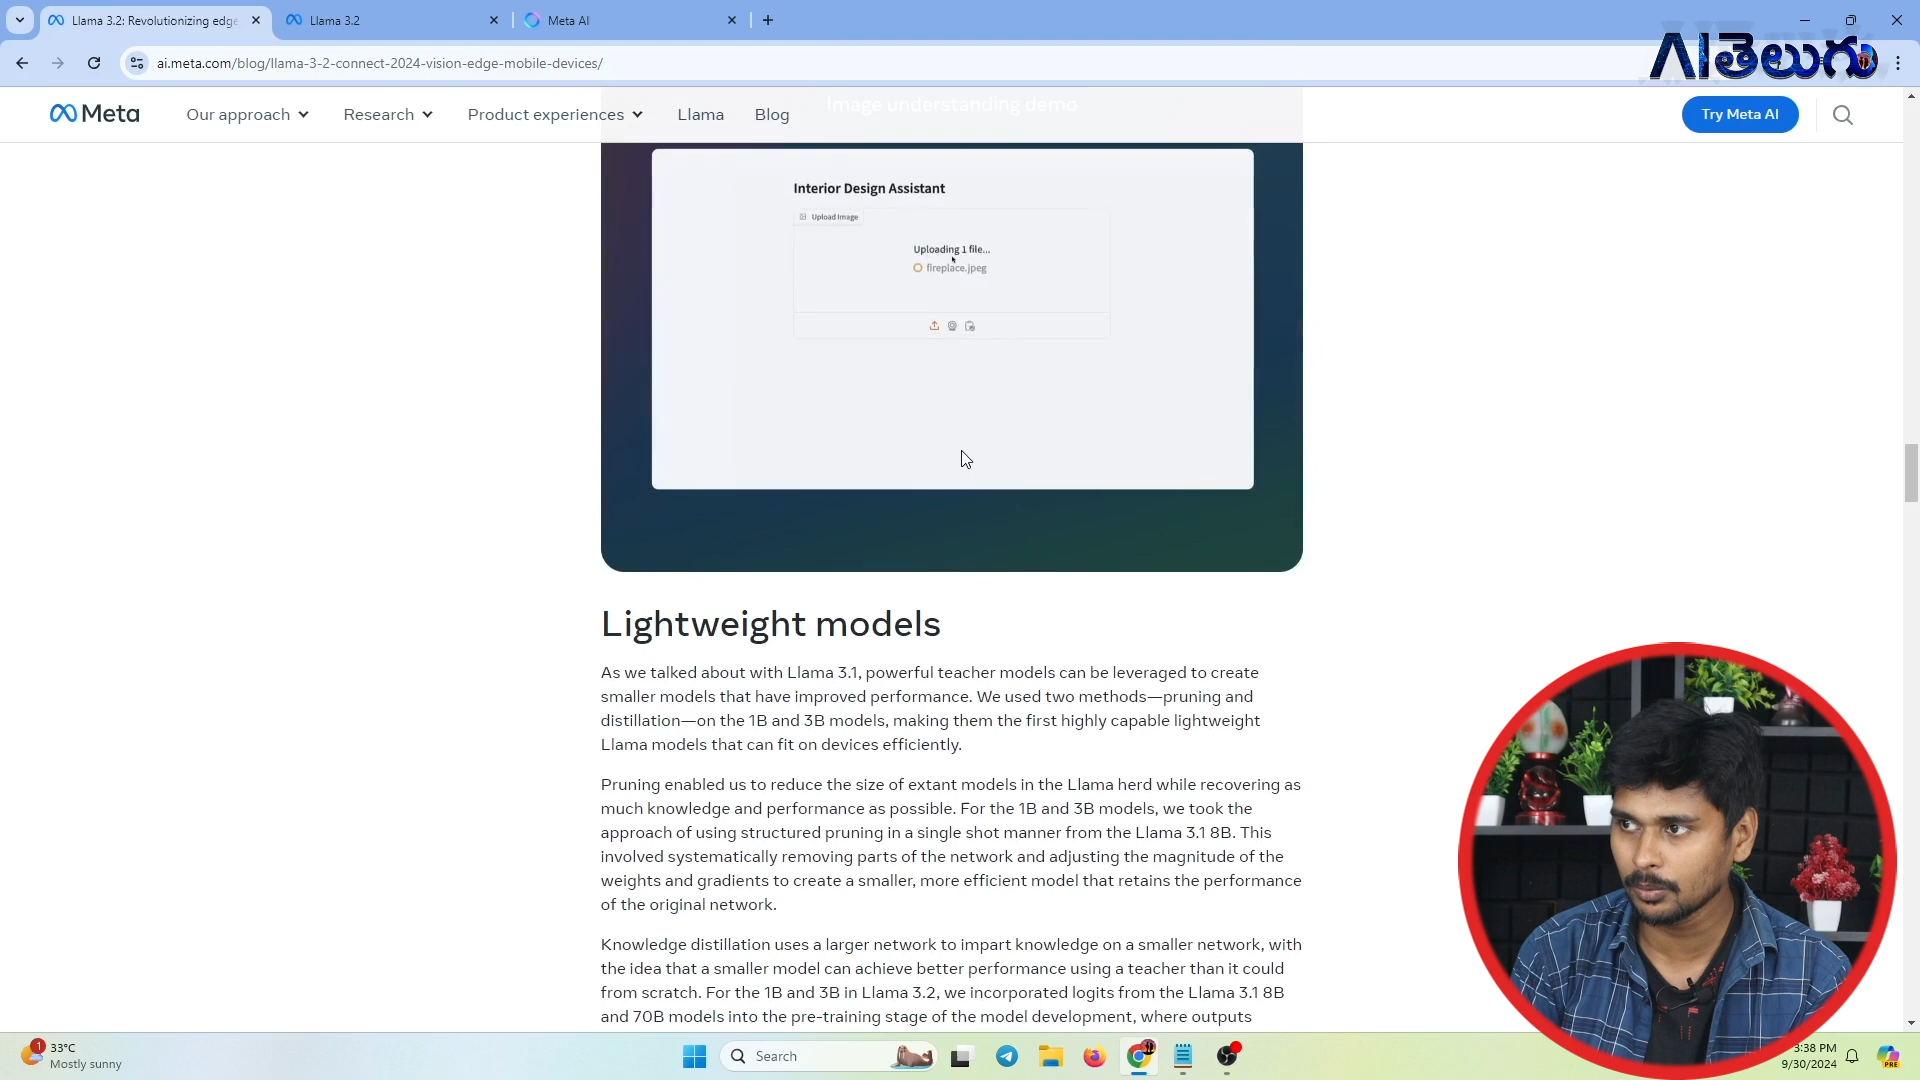 Llama 3.2: Revolutionizing edge
Llama 3.2
Meta AI
ai.meta.com/blog/llama-3-2-connect-2024-vision-edge-mobile-devices/
AIతెలుగు
Meta
Our approach
Research
Product experiences
Llama
Blog
Image understanding demo
Try Meta AI
Interior Design Assistant
Upload Image
Uploading 1 file...
fireplace.jpeg
Lightweight models
As we talked about with Llama 3.1, powerful teacher models can be leveraged to create
smaller models that have improved performance. We used two methods—pruning and
distillation—on the 1B and 3B models, making them the first highly capable lightweight
Llama models that can fit on devices efficiently.
Pruning enabled us to reduce the size of extant models in the Llama herd while recovering as
much knowledge and performance as possible. For the 1B and 3B models, we took the
approach of using structured pruning in a single shot manner from the Llama 3.1 8B. This
involved systematically removing parts of the network and adjusting the magnitude of the
weights and gradients to create a smaller, more efficient model that retains the performance
of the original network.
Knowledge distillation uses a larger network to impart knowledge on a smaller network, with
the idea that a smaller model can achieve better performance using a teacher than it could
from scratch. For the 1B and 3B in Llama 3.2, we incorporated logits from the Llama 3.1 8B
and 70B models into the pre-training stage of the model development, where outputs
1
33°C
Mostly sunny
Search
3:38 PM
9/30/2024
PRE